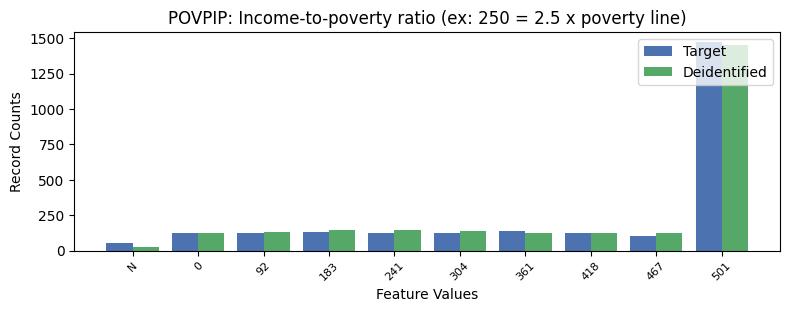 POVPIP: Income-to-poverty ratio (ex: 250 = 2.5 x poverty line)
Target
Deidentified
Record Counts
1500
1250
1000
750
500
250
0
N 0 92 183 241 304 361 418 467 501
Feature Values